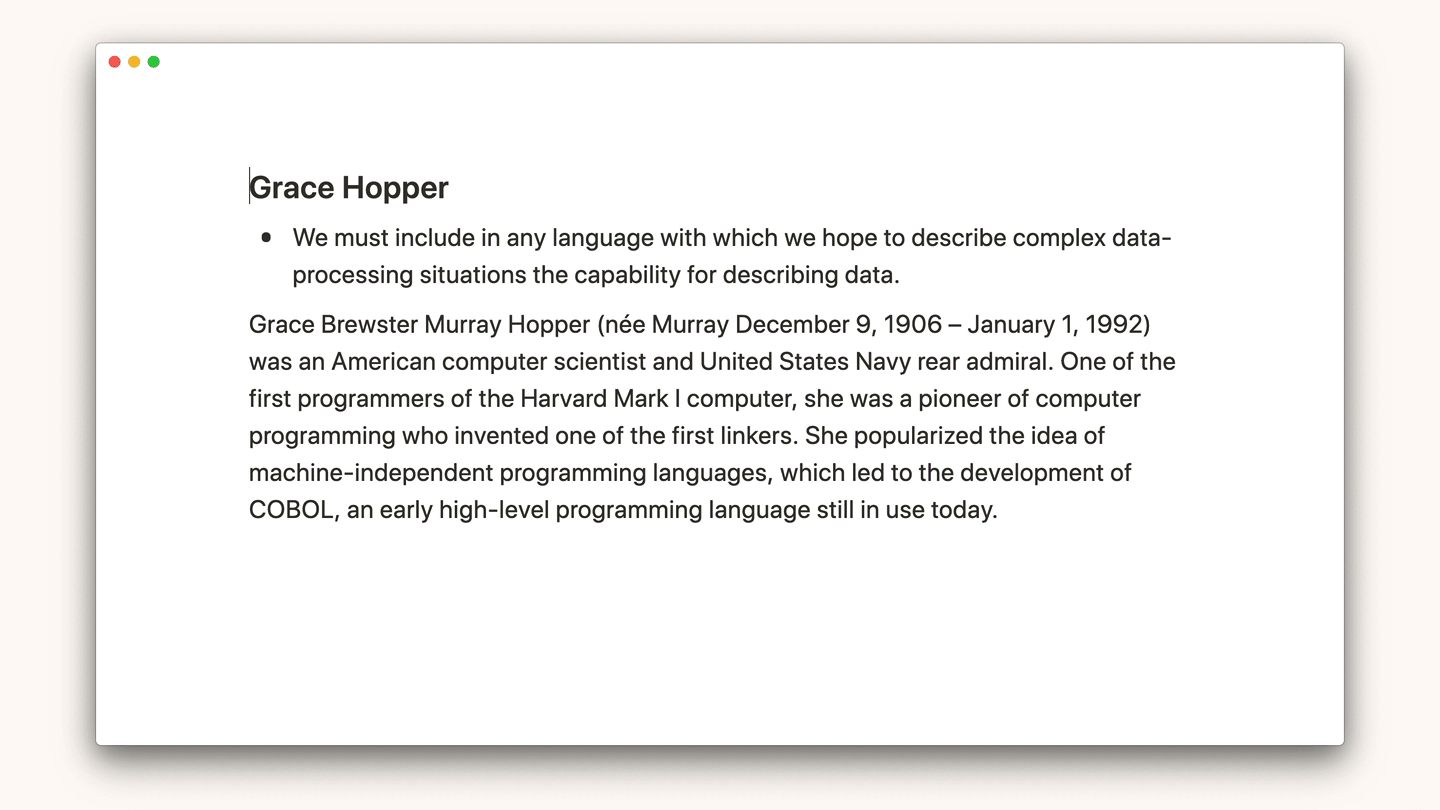 Grace Hopper
We must include in any language with which we hope to describe complex data-
processing situations the capability for describing data.
Grace Brewster Murray Hopper (née Murray December 9, 1906 – January 1, 1992)
was an American computer scientist and United States Navy rear admiral. One of the
first programmers of the Harvard Mark I computer, she was a pioneer of computer
programming who invented one of the first linkers. She popularized the idea of
machine-independent programming languages, which led to the development of
COBOL, an early high-level programming language still in use today.